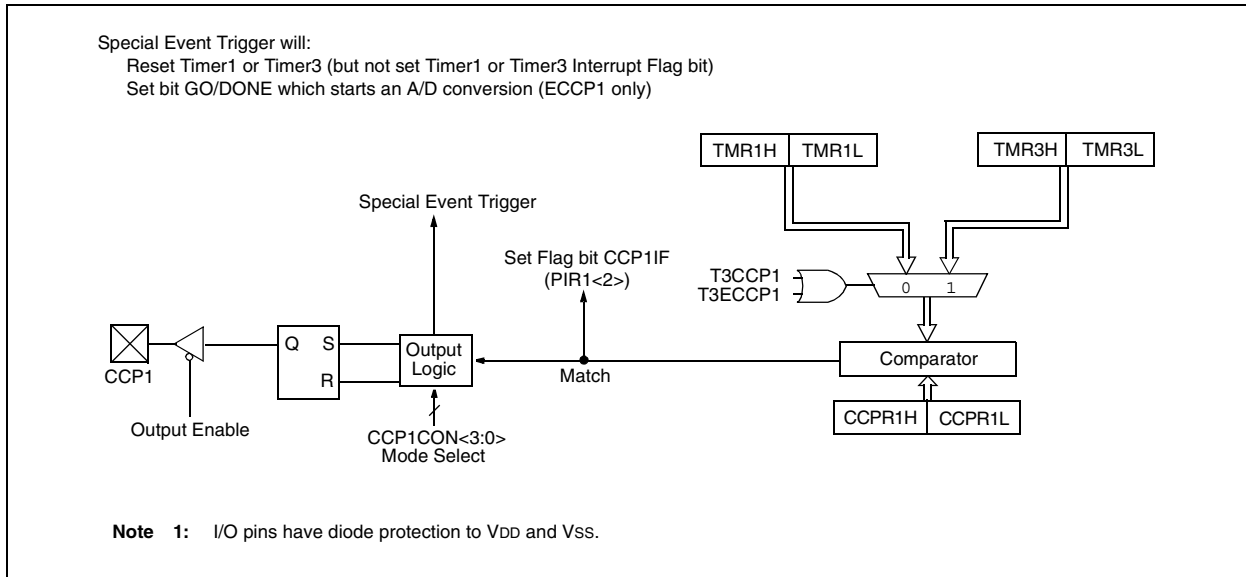 Special Event Trigger will:
Reset Timer1 or Timer3 (but not set Timer1 or Timer3 Interrupt Flag bit)
Set bit GO/DONE which starts an A/D conversion (ECCP1 only)
TMR1H TMR1L
TMR3H TMR3L
Special Event Trigger
Set Flag bit CCP1IF
(PIR1<2>)
T3CCP1
T3ECCP1
0 1
Q S
R
Output
Logic
Comparator
CCP1
Match
Output Enable
CCP1CON<3:0>
Mode Select
CCPR1H CCPR1L
Note 1: I/O pins have diode protection to VDD and VSS.